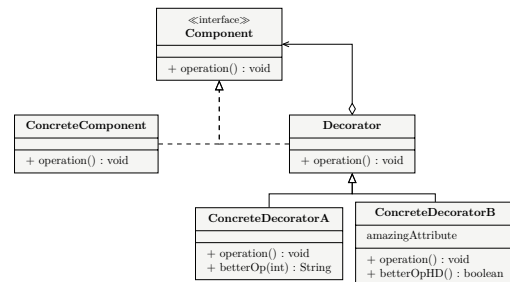 ≪interface≫
Component
+ operation() : void
ConcreteComponent
+ operation() : void
Decorator
+ operation() : void
ConcreteDecoratorA
+ operation() : void
+ betterOp(int) : String
ConcreteDecoratorB
amazingAttribute
+ operation() : void
+ betterOpHD() : boolean